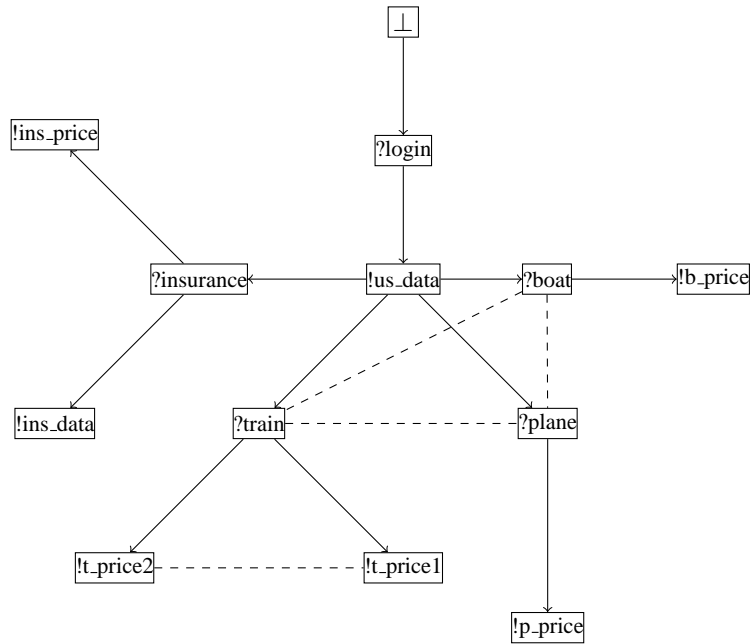 ⊥
!ins_price
?login
?insurance
!us_data
?boat
!b_price
!ins_data
?train
?plane
!t_price2
!t_price1
!p_price